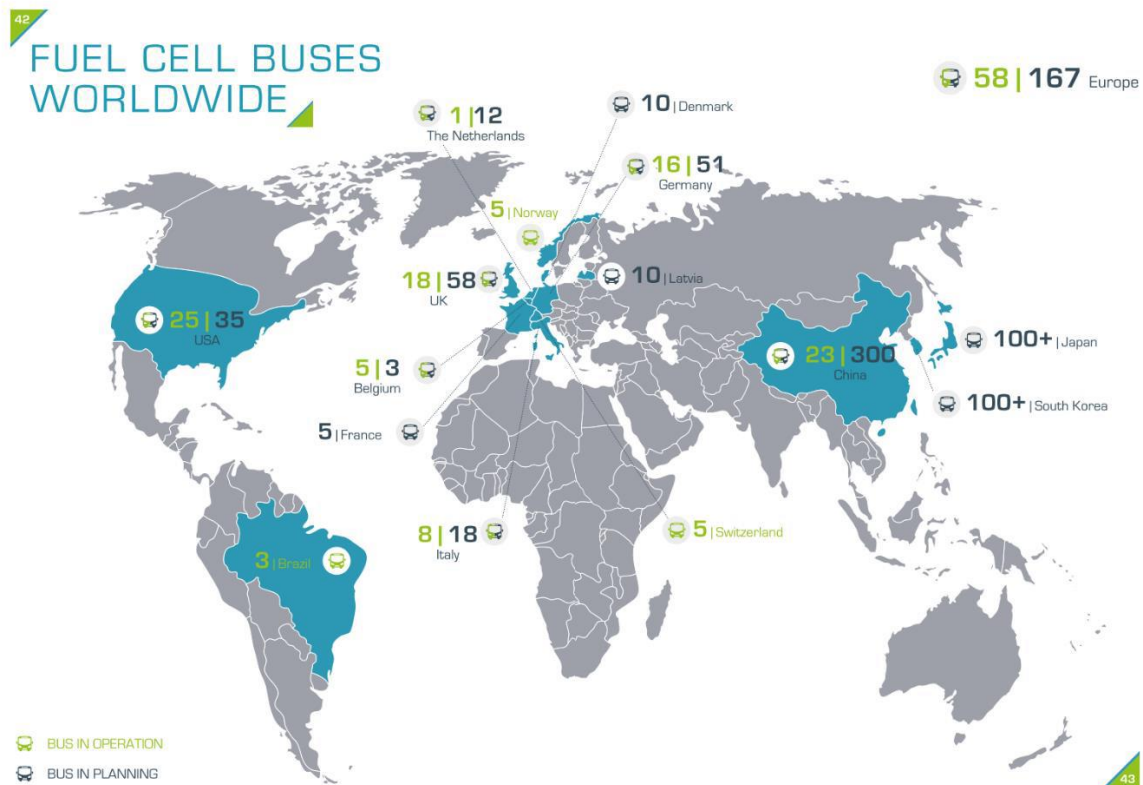 42
FUEL CELL BUSES
WORLDWIDE
58 | 167 Europe
1 | 12
The Netherlands
10 | Denmark
16 | 51
Germany
5 | Norway
18 | 58
UK
10 | Latvia
25 | 35
USA
23 | 300
China
100+ | Japan
5 | 3
Belgium
100+ | South Korea
5 | France
8 | 18
Italy
5 | Switzerland
3 | Brazil
BUS IN OPERATION
BUS IN PLANNING
43